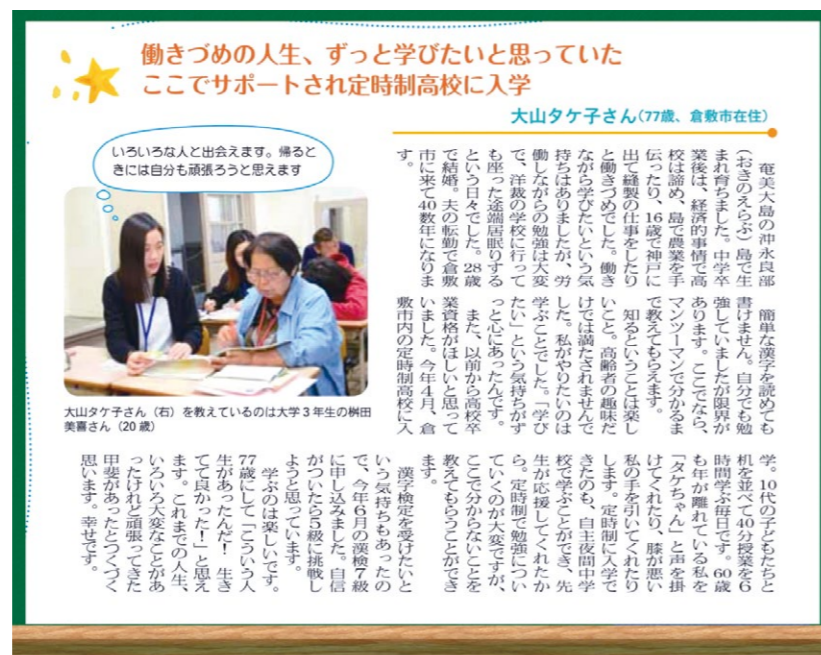 働きづめの人生、ずっと学びたいと思っていた
ここでサポートされ定時制高校に入学
大山タケ子さん(77歳、倉敷市在住)
いろいろな人と出会えます。帰ると
きには自分も頑張ろうと思えます
大山タケ子さん(右)を教えているのは大学3年生の桝田
美喜さん(20歳)
奄美大島の沖永良部
(おきのえらぶ)島で生
まれ育ちました。中学卒
業後は、経済的事情で高
校は諦め、島で農業を手
伝ったり、16歳で神戸に
出て縫製の仕事をしたり
と働きづめでした。働き
ながら学びたいという気
持ちはありましたが、労
働しながらの勉強は大変
で、洋裁の学校に行って
も座った途端居眠りする
という日々でした。28歳
で結婚。夫の転勤で倉敷
市に来て40数年になりま
す。
簡単な漢字を読めても
書けません。自分でも勉
強していましたが限界が
あります。ここでなら、
マンツーマンで分かるま
で教えてもらえます。
知るということは楽し
いこと。高齢者の趣味だ
けでは満たされませんで
した。私がやりたいのは
学ぶことでした。「学び
たい」という気持ちがず
っと心にあったんです。
また、以前から高校卒
業資格がほしいと思って
いました。今年4月、倉
敷市内の定時制高校に入
学。10代の子どもたちと
机を並べて40分授業を6
時間学ぶ毎日です。60歳
も年が離れている私を
「タケちゃん」と声を掛
けてくれたり、膝が悪い
私の手を引いてくれたり
します。定時制に入学で
きたのも、自主夜間中学
校で学ぶことができ、先
生が応援してくれたか
ら。定時制で勉強につい
ていくのが大変ですが、
ここで分からないことを
教えてもらうことができ
ます。
漢字検定を受けたいと
いう気持ちもあったの
で、今年6月の漢検7級
に申し込みました。自信
がついたら5級に挑戦し
ようと思っています。
学ぶのは楽しいです。
77歳にして「こういう人
生があったんだ!生き
てて良かった!」と思え
ます。これまでの人生、
いろいろ大変なことがあ
ったけれど頑張ってきた
甲斐があったとつくづく
思います。幸せです。